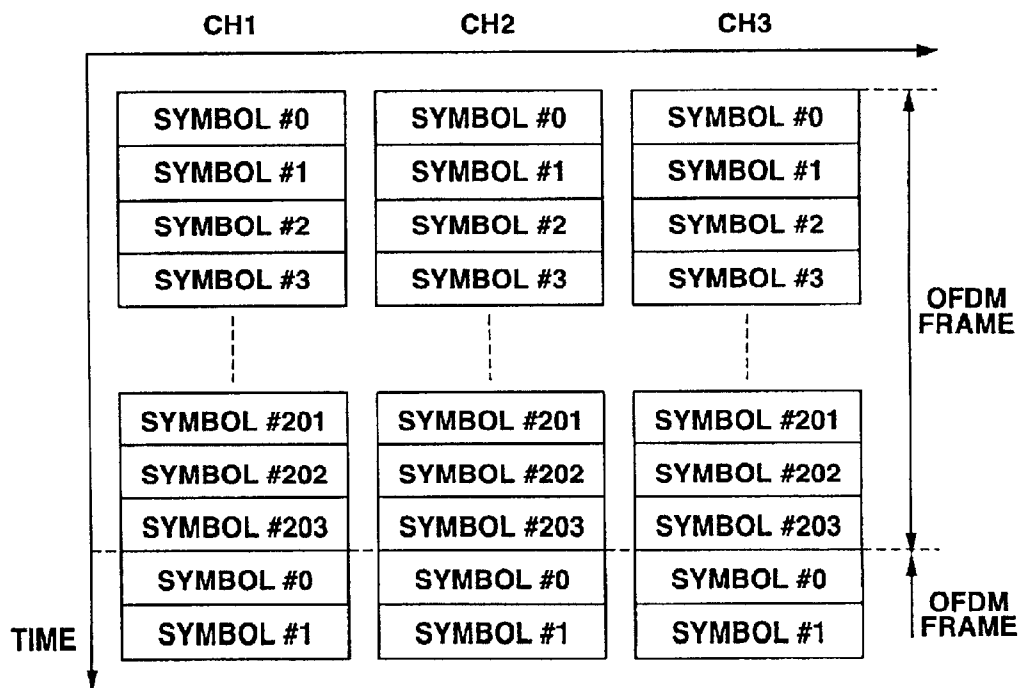 CH1 CH2 CH3
SYMBOL #0 SYMBOL #0 SYMBOL #0
SYMBOL #1 SYMBOL #1 SYMBOL #1
SYMBOL #2 SYMBOL #2 SYMBOL #2
SYMBOL #3 SYMBOL #3 SYMBOL #3
OFDM
FRAME
SYMBOL #201 SYMBOL #201 SYMBOL #201
SYMBOL #202 SYMBOL #202 SYMBOL #202
SYMBOL #203 SYMBOL #203 SYMBOL #203
SYMBOL #0 SYMBOL #0 SYMBOL #0
SYMBOL #1 SYMBOL #1 SYMBOL #1
OFDM
FRAME
TIME